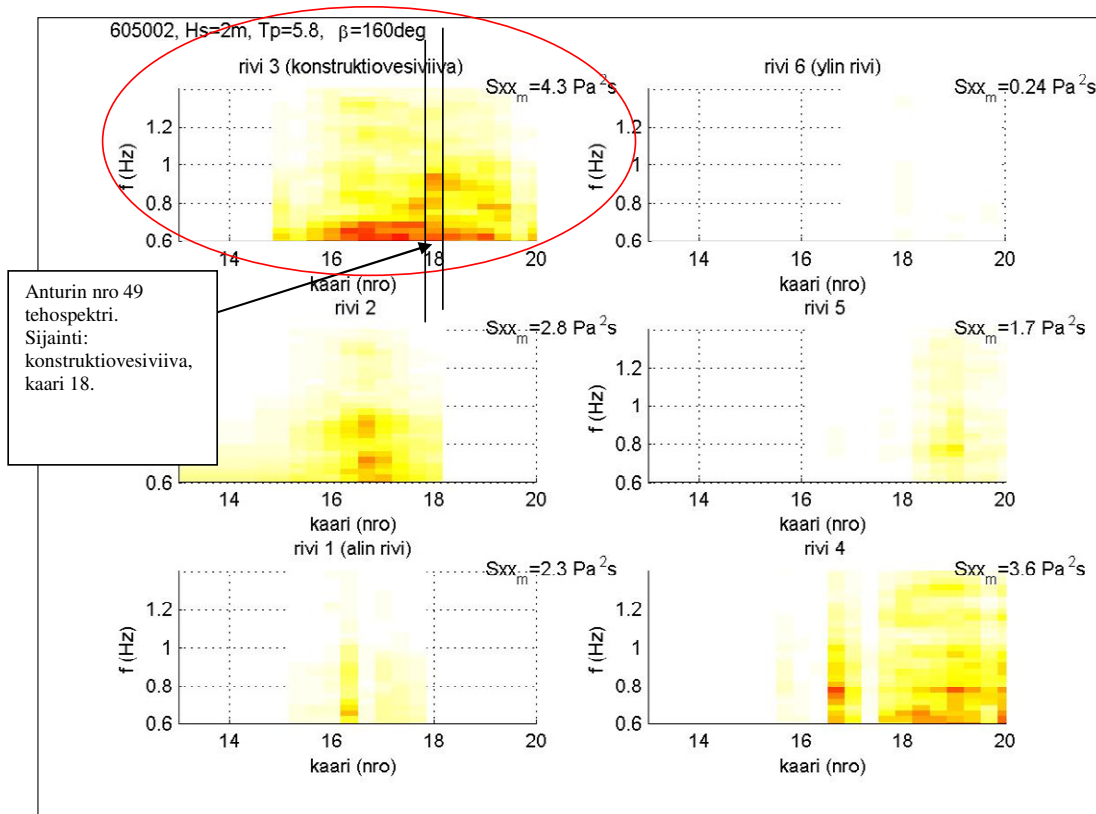 605002, Hs=2m, Tp=5.8, β=160deg
rivi 3 (konstruktiovesiviiva)
Sxx_m=4.3 Pa^2s
f (Hz)
1.2
1
0.8
0.6
14 16 18 20
kaari (nro)
rivi 6 (ylin rivi)
Sxx_m=0.24 Pa^2s
f (Hz)
1.2
1
0.8
0.6
14 16 18 20
kaari (nro)
Anturin nro 49
tehospektri.
Sijainti:
konstruktiovesiviiva,
kaari 18.
rivi 2
Sxx_m=2.8 Pa^2s
0.6
14 16 18 20
kaari (nro)
rivi 5
Sxx_m=1.7 Pa^2s
f (Hz)
1.2
1
0.8
0.6
14 16 18 20
kaari (nro)
rivi 1 (alin rivi)
Sxx_m=2.3 Pa^2s
f (Hz)
1.2
1
0.8
0.6
14 16 18 20
kaari (nro)
rivi 4
Sxx_m=3.6 Pa^2s
f (Hz)
1.2
1
0.8
0.6
14 16 18 20
kaari (nro)